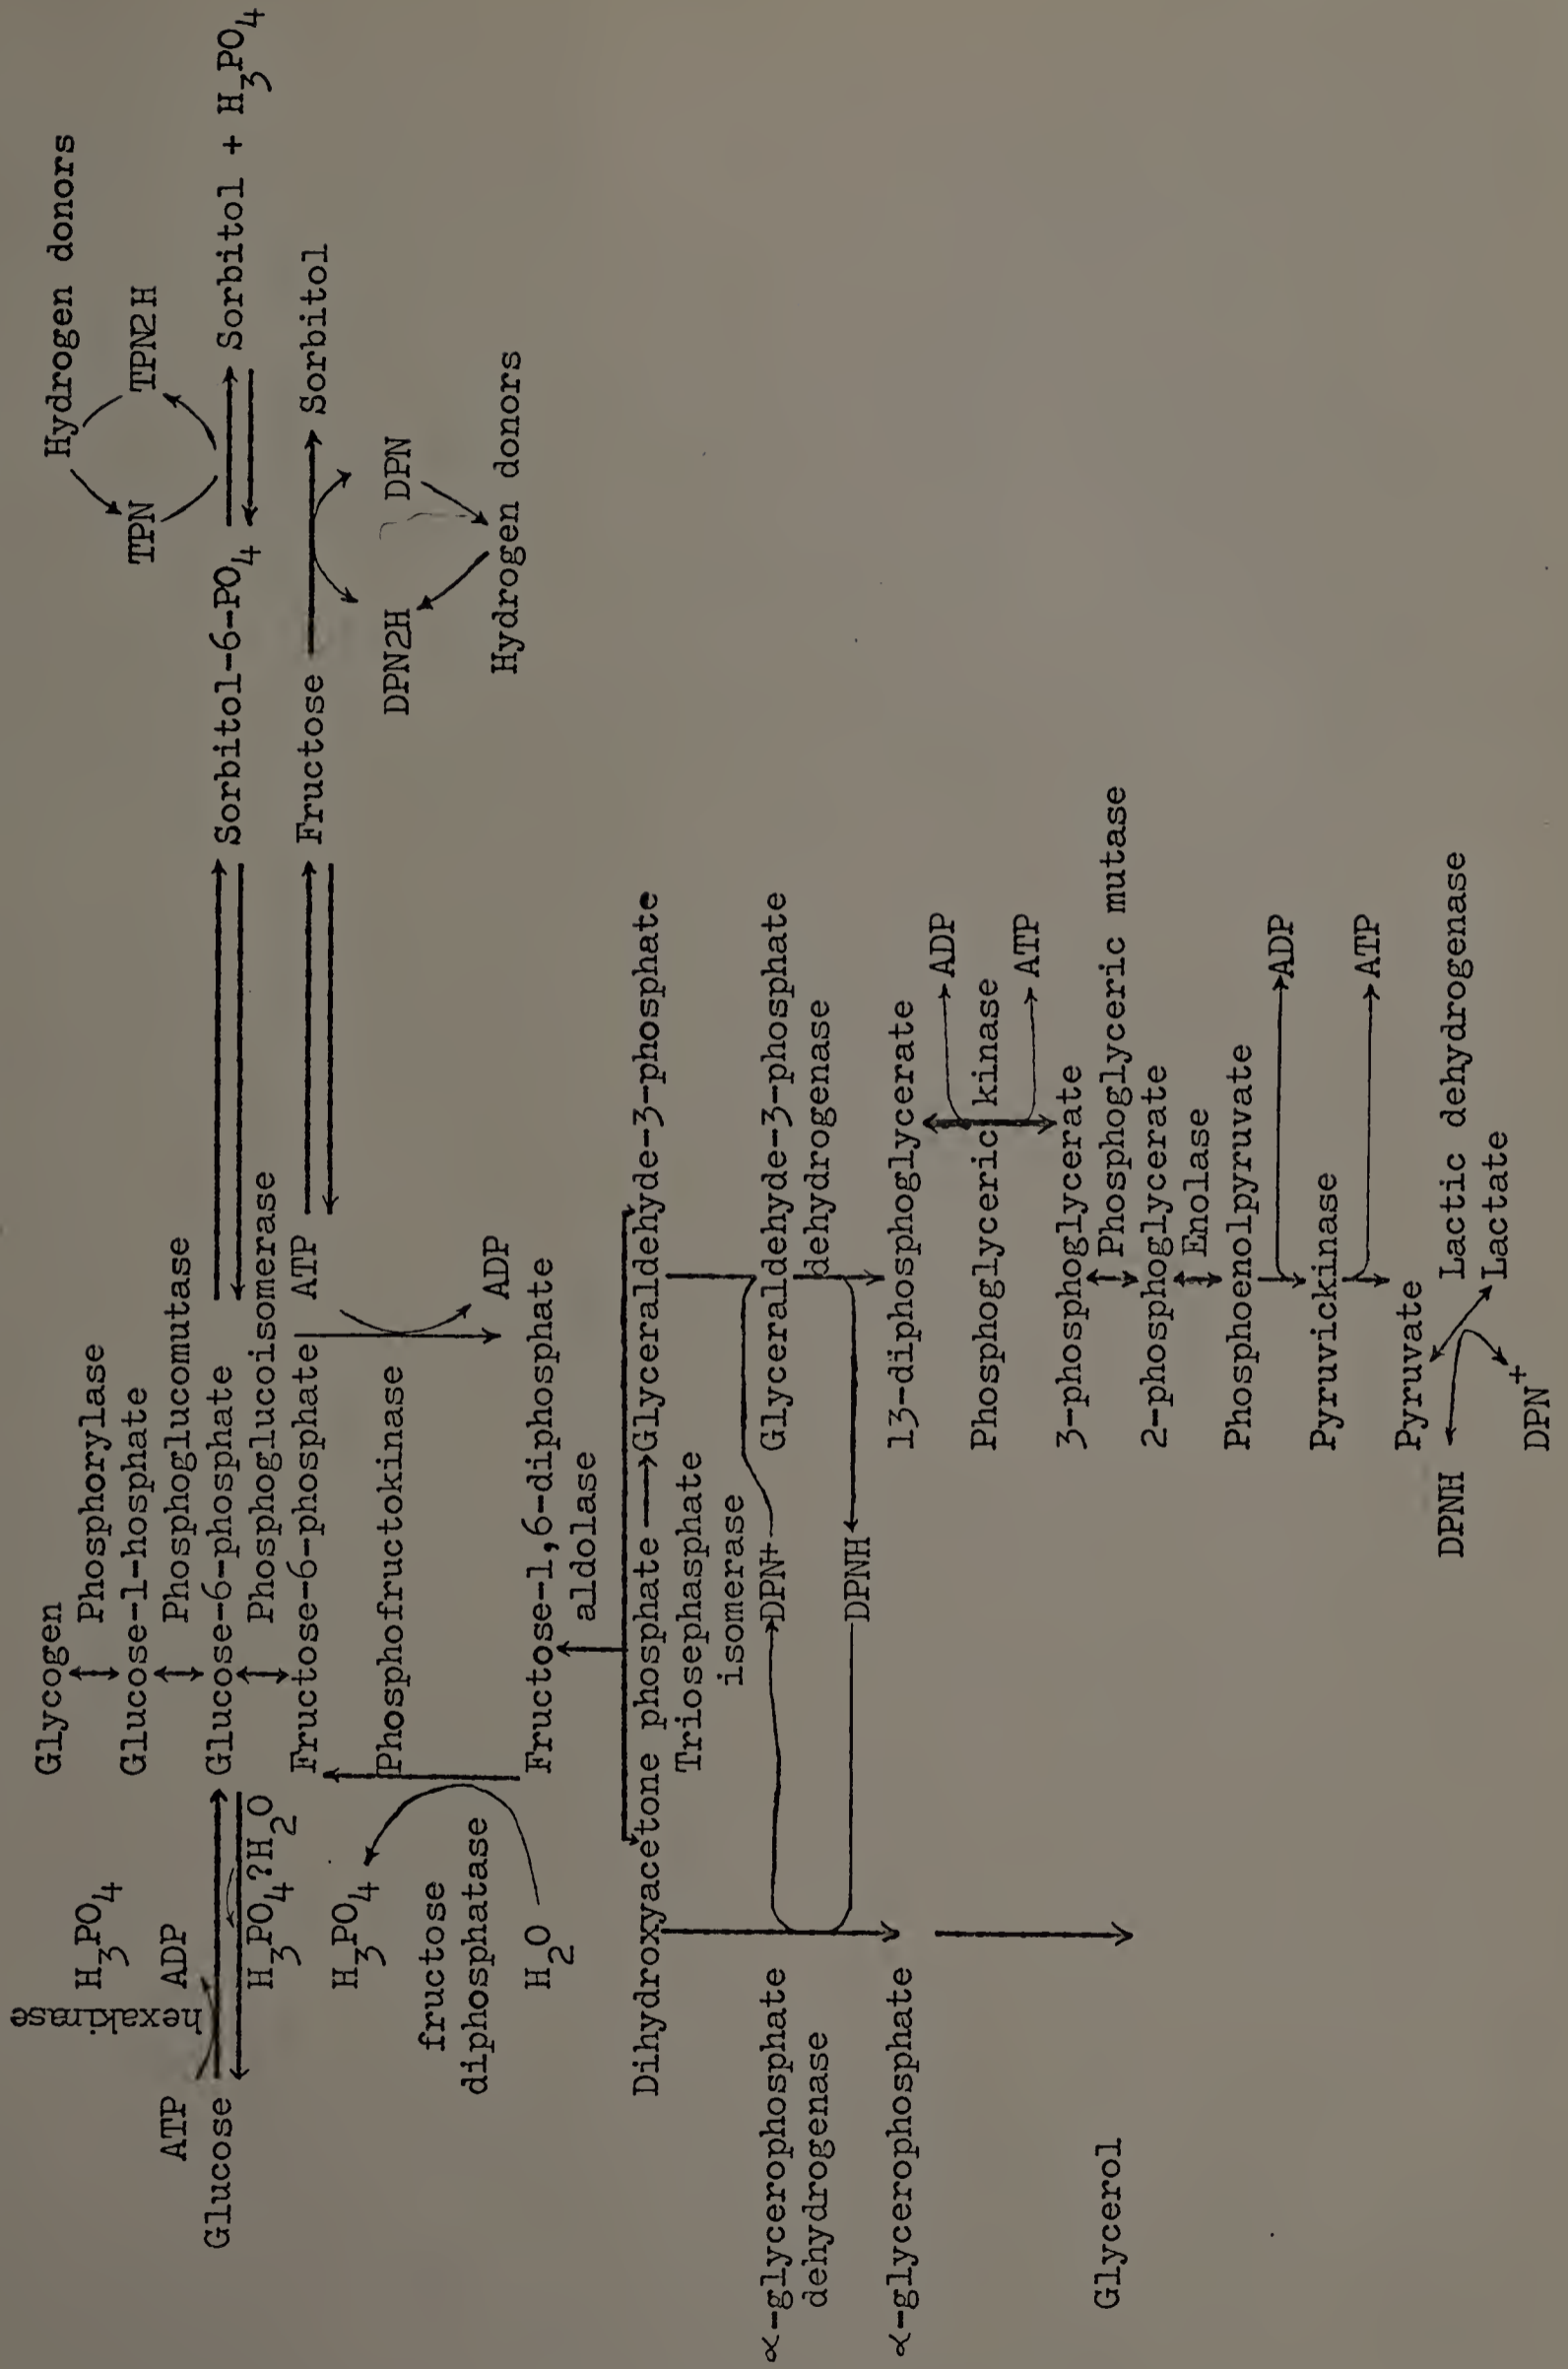 Glycogen
Phosphorylase
Glucose-1-hosphate
Phosphoglucomutase
H3PO4
hexakinase
ATP
ADP
Glucose
Glucose-6-phosphate
H3PO4?H2O
Phosphoglucoisomerase
Fructose-6-phosphate
ATP
Hydrogen donors
TPN
TPN2H
Sorbitol-6-PO4
Sorbitol + H3PO4
Fructose
Sorbitol
DPN2H
DPN
Hydrogen donors
H3PO4
Phosphofructokinase
fructose
diphosphatase
ADP
H2O
Fructose-1,6-diphosphate
aldolase
Dihydroxyacetone phosphate
Glyceraldehyde-3-phosphate
Triosephasphate
isomerase
α-glycerophosphate
dehydrogenase
DPN+
Glyceraldehyde-3-phosphate
dehydrogenase
DPNH
α-glycerophosphate
13-diphosphoglycerate
ADP
Phosphoglyceric kinase
ATP
3-phosphoglycerate
Glycerol
Phosphoglyceric mutase
2-phosphoglycerate
Enolase
Phosphoenolpyruvate
ADP
Pyruvickinase
ATP
Pyruvate
DPNH
Lactic dehydrogenase
Lactate
DPN+